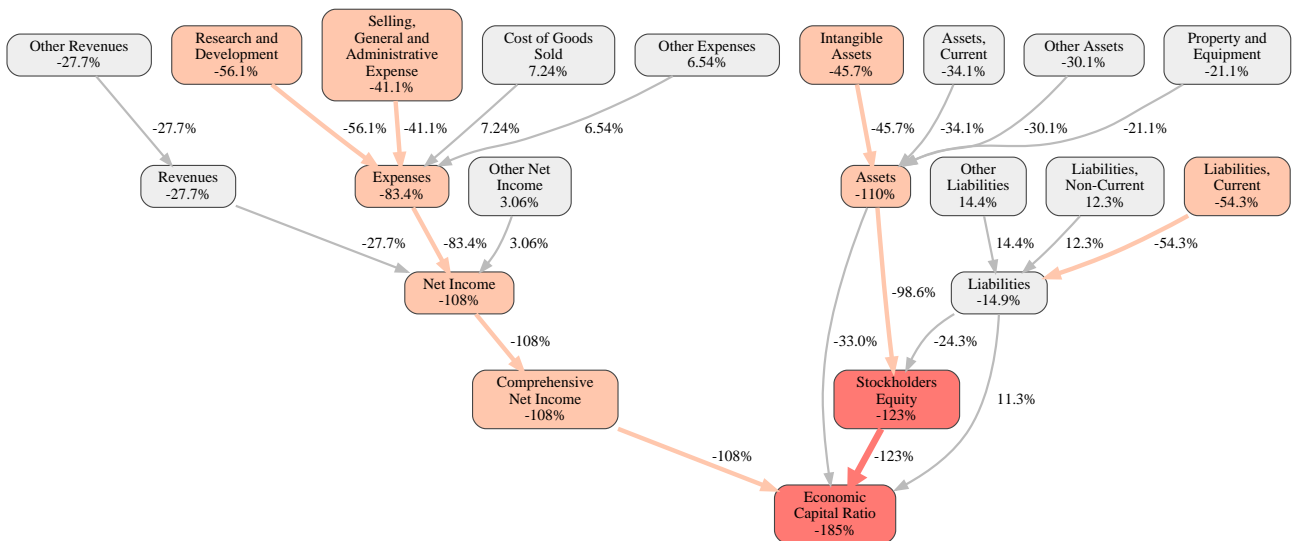 Other Revenues
-27.7%
Research and
Development
-56.1%
Selling,
General and
Administrative
Expense
-41.1%
Cost of Goods
Sold
7.24%
Other Expenses
6.54%
Intangible
Assets
-45.7%
Assets,
Current
-34.1%
Other Assets
-30.1%
Property and
Equipment
-21.1%
-27.7%
-56.1%
-41.1%
7.24%
6.54%
-45.7%
-34.1%
-30.1%
-21.1%
Revenues
-27.7%
Expenses
-83.4%
Other Net
Income
3.06%
Assets
-110%
Other
Liabilities
14.4%
Liabilities,
Non-Current
12.3%
Liabilities,
Current
-54.3%
-27.7%
-83.4%
3.06%
14.4%
12.3%
-54.3%
Net Income
-108%
-98.6%
Liabilities
-14.9%
-108%
-33.0%
-24.3%
Comprehensive
Net Income
-108%
Stockholders
Equity
-123%
11.3%
-108%
-123%
Economic
Capital Ratio
-185%